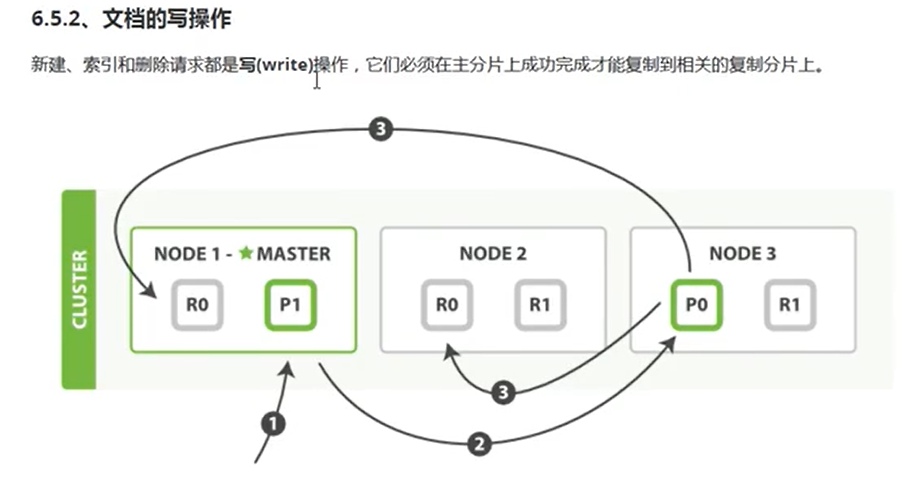 6.5.2、文档的写操作
新建、索引和删除请求都是写(write)操作，它们必须在主分片上成功完成才能复制到相关的复制分片上。
3
CLUSTER
NODE 1 - ★ MASTER
R0
P1
NODE 2
R0
R1
NODE 3
P0
R1
1
3
2